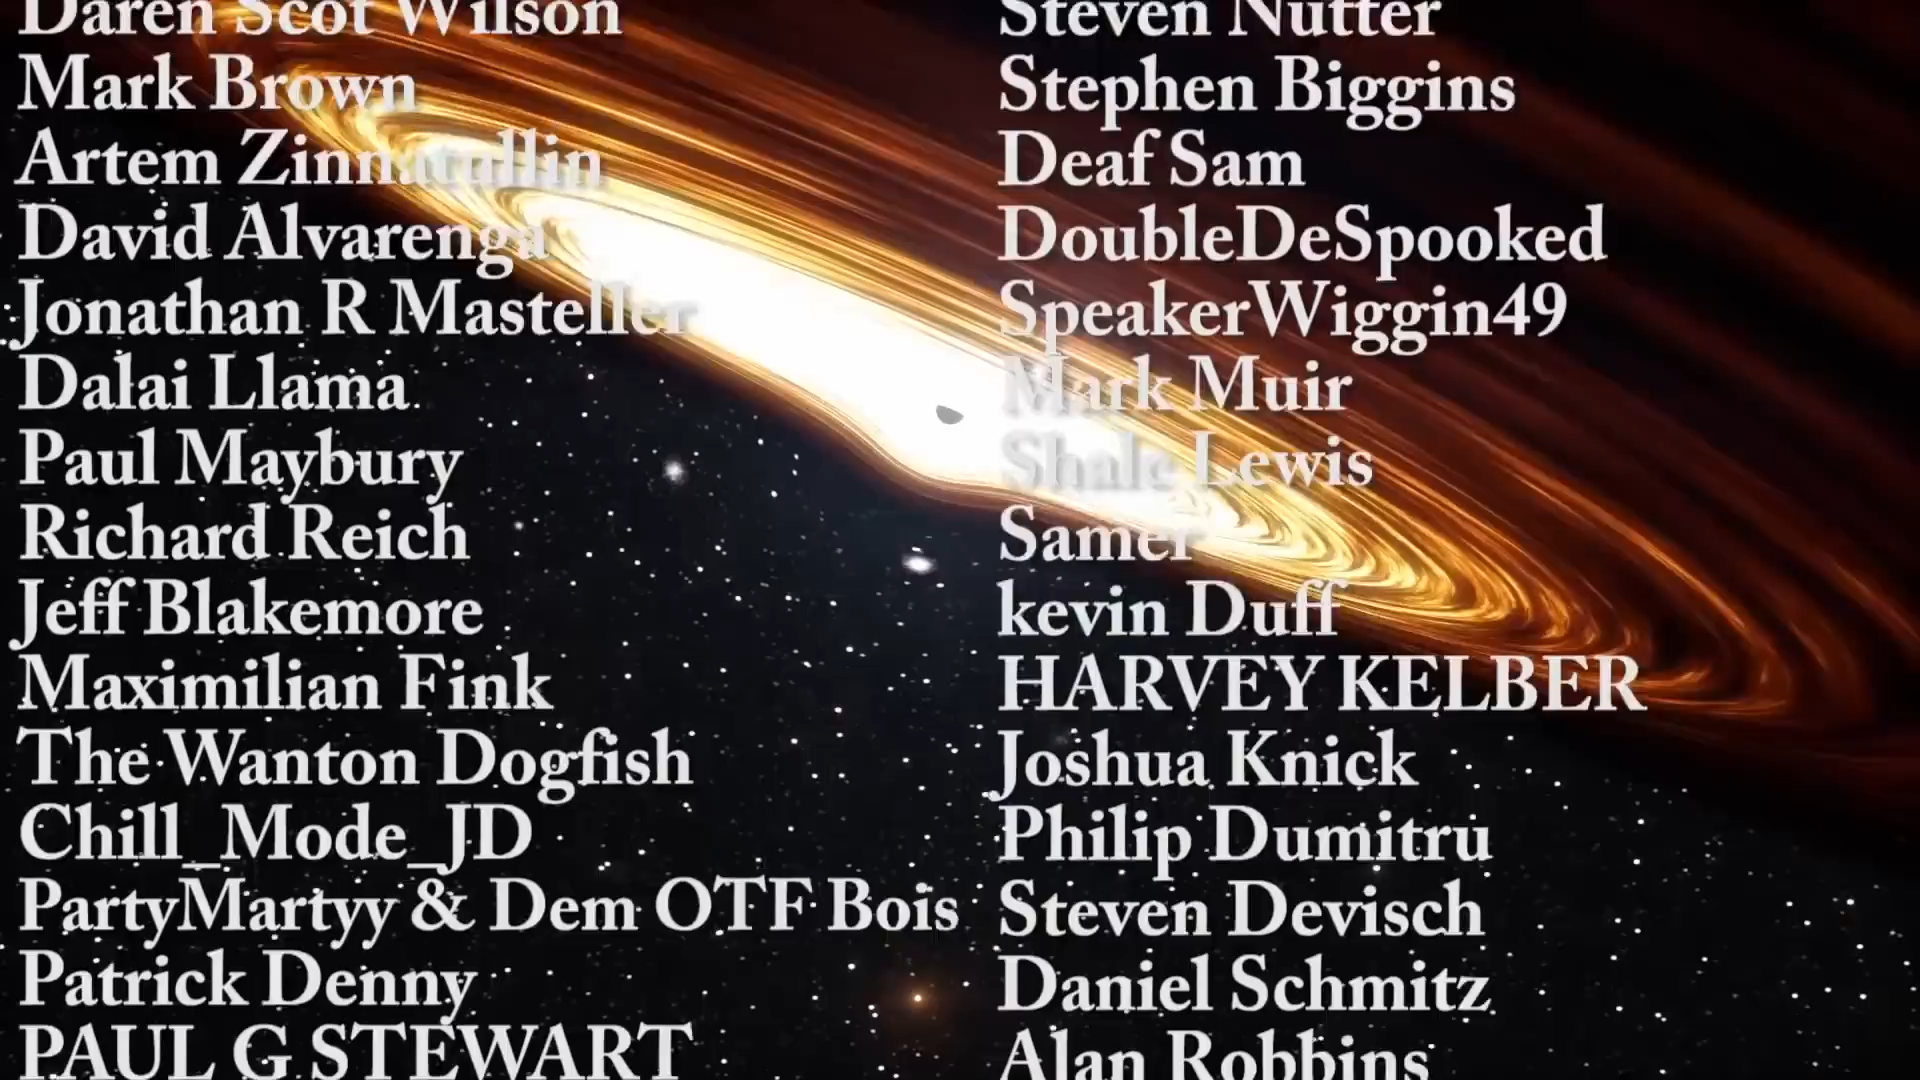 Daren Scot Wilson
Mark Brown
Artem Zinnatullin
David Alvarenga
Jonathan R Masteller
Dalai Llama
Paul Maybury
Richard Reich
Jeff Blakemore
Maximilian Fink
The Wanton Dogfish
Chill_Mode_JD
PartyMartyy & Dem OTF Bois
Patrick Denny
PAUL G STEWART
Steven Nutter
Stephen Biggins
Deaf Sam
DoubleDeSpooked
SpeakerWiggin49
Mark Muir
Shale Lewis
Samer
kevin Duff
HARVEY KELBER
Joshua Knick
Philip Dumitru
Steven Devisch
Daniel Schmitz
Alan Robbins